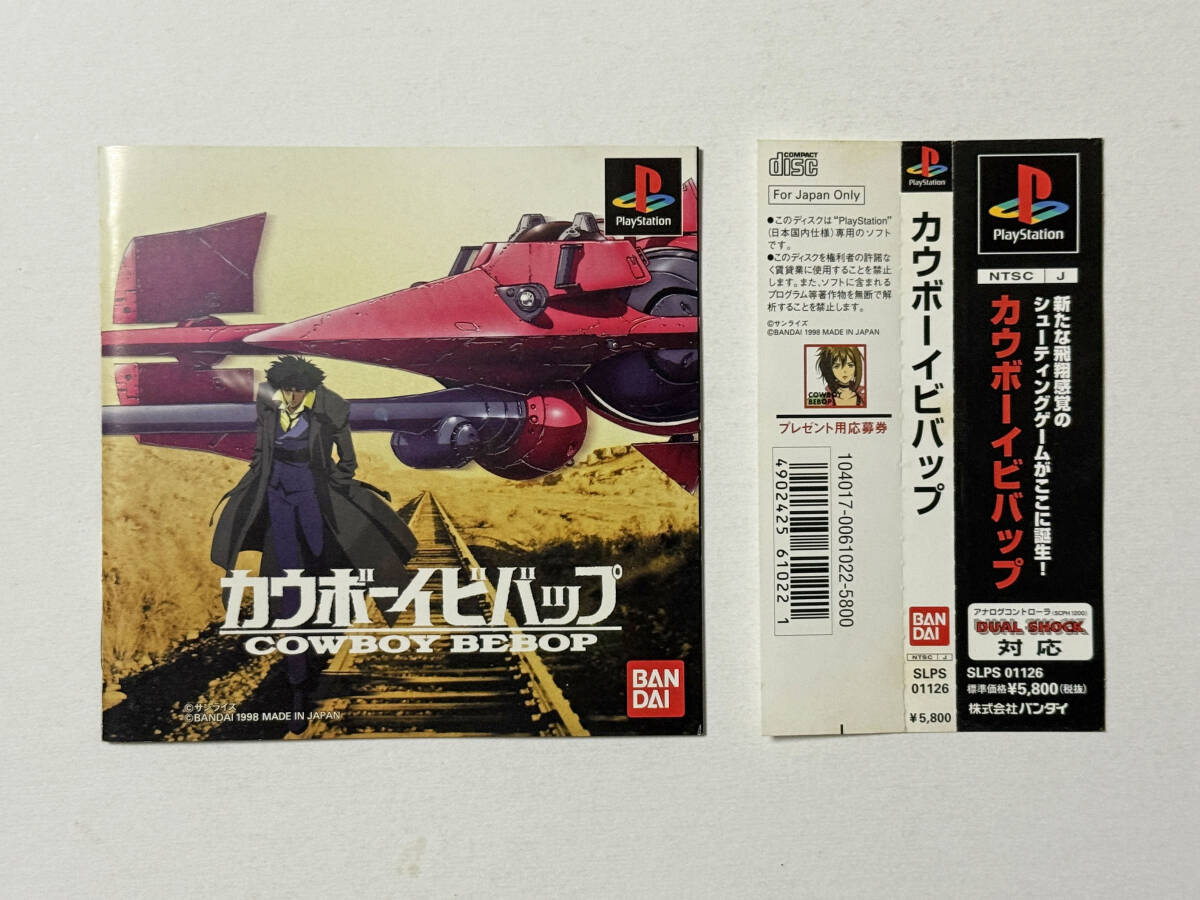 PlayStation
カウボーイビバップ
COWBOY BEBOP
©サンライズ
©BANDAI 1998 MADE IN JAPAN
BAN
DAI
COMPACT
disc
For Japan Only
●このディスクは“PlayStation”
(日本国内仕様)専用のソフト
です。
●このディスクを権利者の許諾な
く賃貸業に使用することを禁止
します。また、ソフトに含まれる
プログラム等著作物を無断で解
析することを禁止します。
©サンライズ
©BANDAI 1998 MADE IN JAPAN
COWBOY
BEBOP
プレゼント用応募券
104017-0061022-5800
4902425610221
PlayStation
カウボーイビバップ
BAN
DAI
NTSC J
SLPS
01126
¥5,800
PlayStation
NTSC J
新たな飛翔感覚の
シューティングゲームがここに誕生!
カウボーイビバップ
アナログコントローラ(SCPH 1200)
DUAL SHOCK
対応
SLPS 01126
標準価格¥5,800(税抜)
株式会社バンダイ